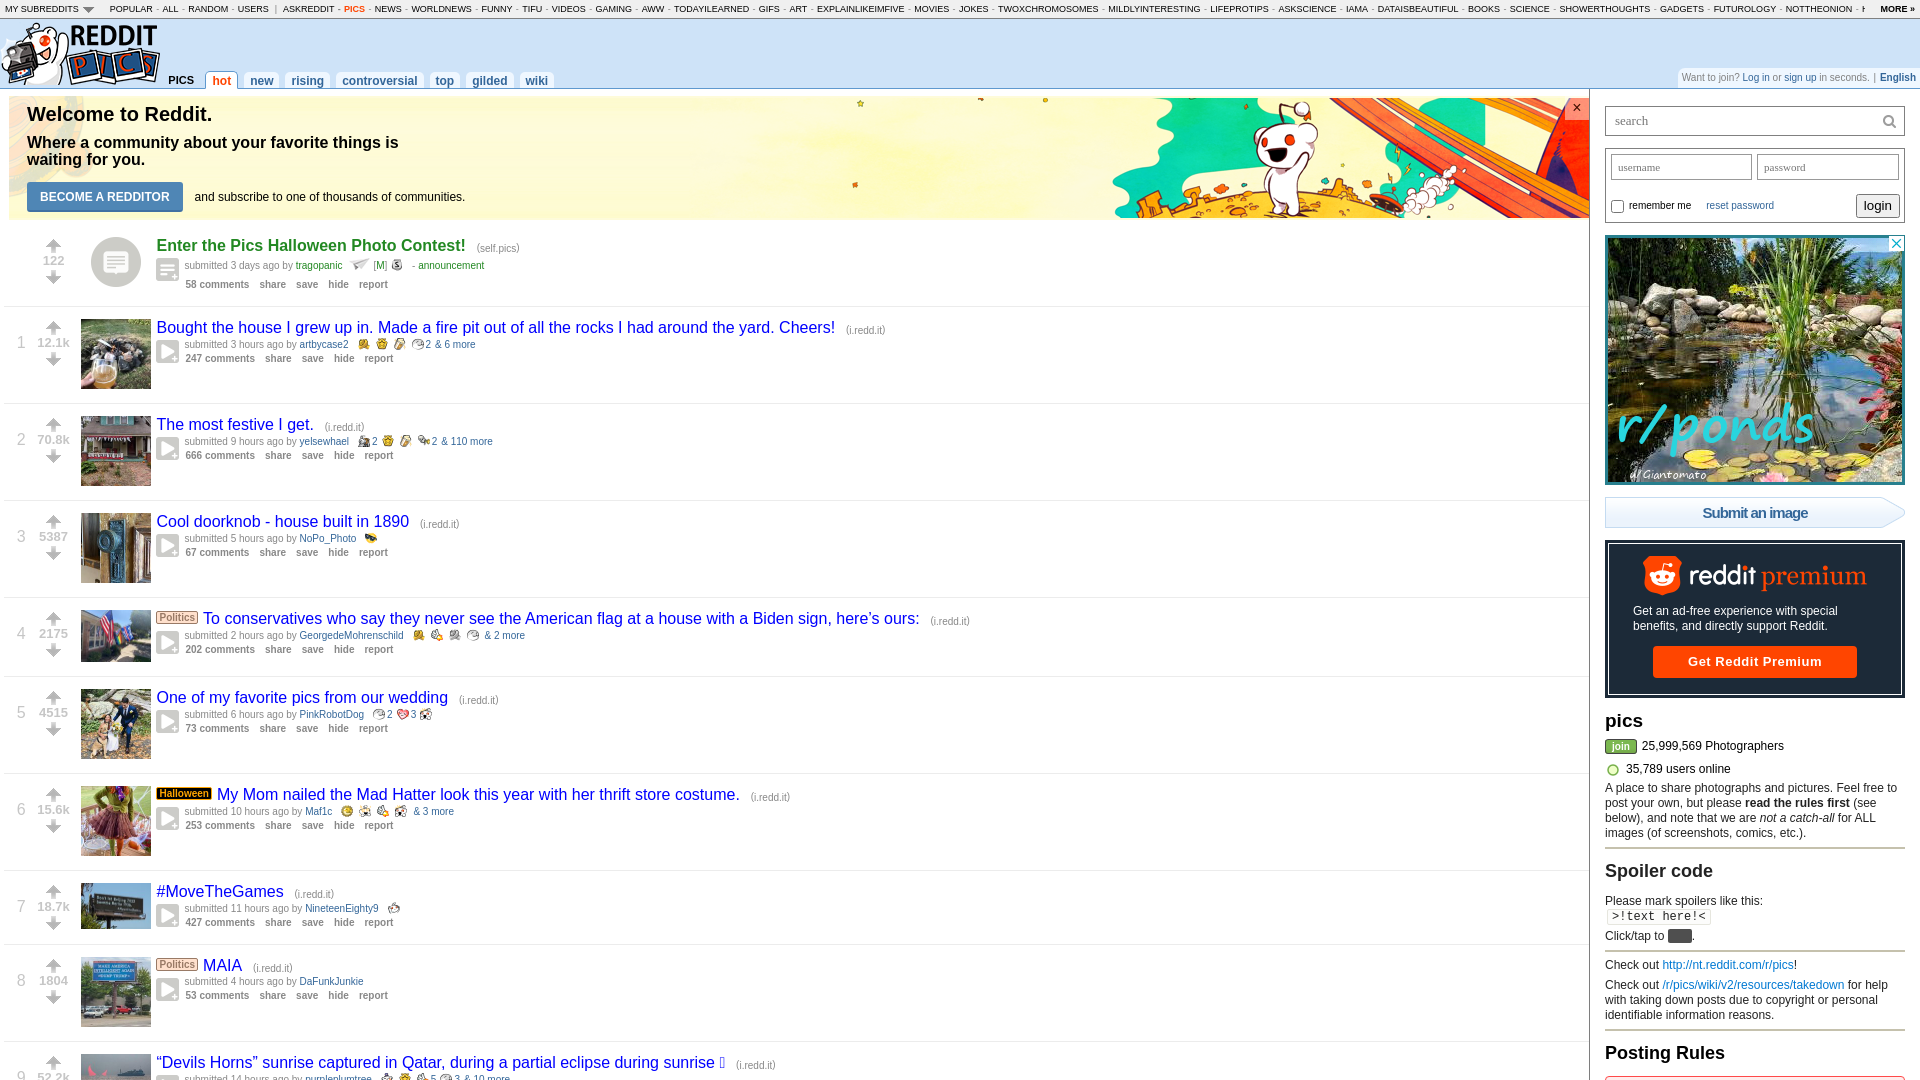 MY SUBREDDITS POPULAR - ALL - RANDOM - USERS | ASKREDDIT - PICS - NEWS - WORLDNEWS - FUNNY - TIFU - VIDEOS - GAMING - AWW - TODAYILEARNED - GIFS - ART - EXPLAINLIKEIMFIVE - MOVIES - JOKES - TWOXCHROMOSOMES - MILDLYINTERESTING - LIFEPROTIPS - ASKSCIENCE - IAMA - DATAISBEAUTIFUL - BOOKS - SCIENCE - SHOWERTHOUGHTS - GADGETS - FUTUROLOGY - NOTTHEONION - MORE »
REDDIT
PICS
PICS hot new rising controversial top gilded wiki
Want to join? Log in or sign up in seconds. | English
Welcome to Reddit.
Where a community about your favorite things is
waiting for you.
BECOME A REDDITOR and subscribe to one of thousands of communities.
×
Enter the Pics Halloween Photo Contest! (self.pics)
122
submitted 3 days ago by tragopanic [M] - announcement
58 comments share save hide report
Bought the house I grew up in. Made a fire pit out of all the rocks I had around the yard. Cheers! (i.redd.it)
1 12.1k
submitted 3 hours ago by artbycase2 2 & 6 more
247 comments share save hide report
The most festive I get. (i.redd.it)
2 70.8k
submitted 9 hours ago by yelsewhael 2 2 & 110 more
666 comments share save hide report
Cool doorknob - house built in 1890 (i.redd.it)
3 5387
submitted 5 hours ago by NoPo_Photo
67 comments share save hide report
Politics To conservatives who say they never see the American flag at a house with a Biden sign, here’s ours: (i.redd.it)
4 2175
submitted 2 hours ago by GeorgedeMohrenschild & 2 more
202 comments share save hide report
One of my favorite pics from our wedding (i.redd.it)
5 4515
submitted 6 hours ago by PinkRobotDog 2 3
73 comments share save hide report
Halloween My Mom nailed the Mad Hatter look this year with her thrift store costume. (i.redd.it)
6 15.6k
submitted 10 hours ago by Maf1c & 3 more
253 comments share save hide report
#MoveTheGames (i.redd.it)
7 18.7k
submitted 11 hours ago by NineteenEighty9
427 comments share save hide report
Politics MAIA (i.redd.it)
8 1804
submitted 4 hours ago by DaFunkJunkie
53 comments share save hide report
“Devils Horns” sunrise captured in Qatar, during a partial eclipse during sunrise (i.redd.it)
9 52.2k
submitted 14 hours ago by purpleplumtree 5 3 & 10 more
search
username password
remember me reset password login
r/ponds
u/Giantomato
Submit an image
reddit premium
Get an ad-free experience with special
benefits, and directly support Reddit.
Get Reddit Premium
pics
join 25,999,569 Photographers
35,789 users online
A place to share photographs and pictures. Feel free to
post your own, but please read the rules first (see
below), and note that we are not a catch-all for ALL
images (of screenshots, comics, etc.).
Spoiler code
Please mark spoilers like this:
>!text here!<
Click/tap to .
Check out http://nt.reddit.com/r/pics!
Check out /r/pics/wiki/v2/resources/takedown for help
with taking down posts due to copyright or personal
identifiable information reasons.
Posting Rules